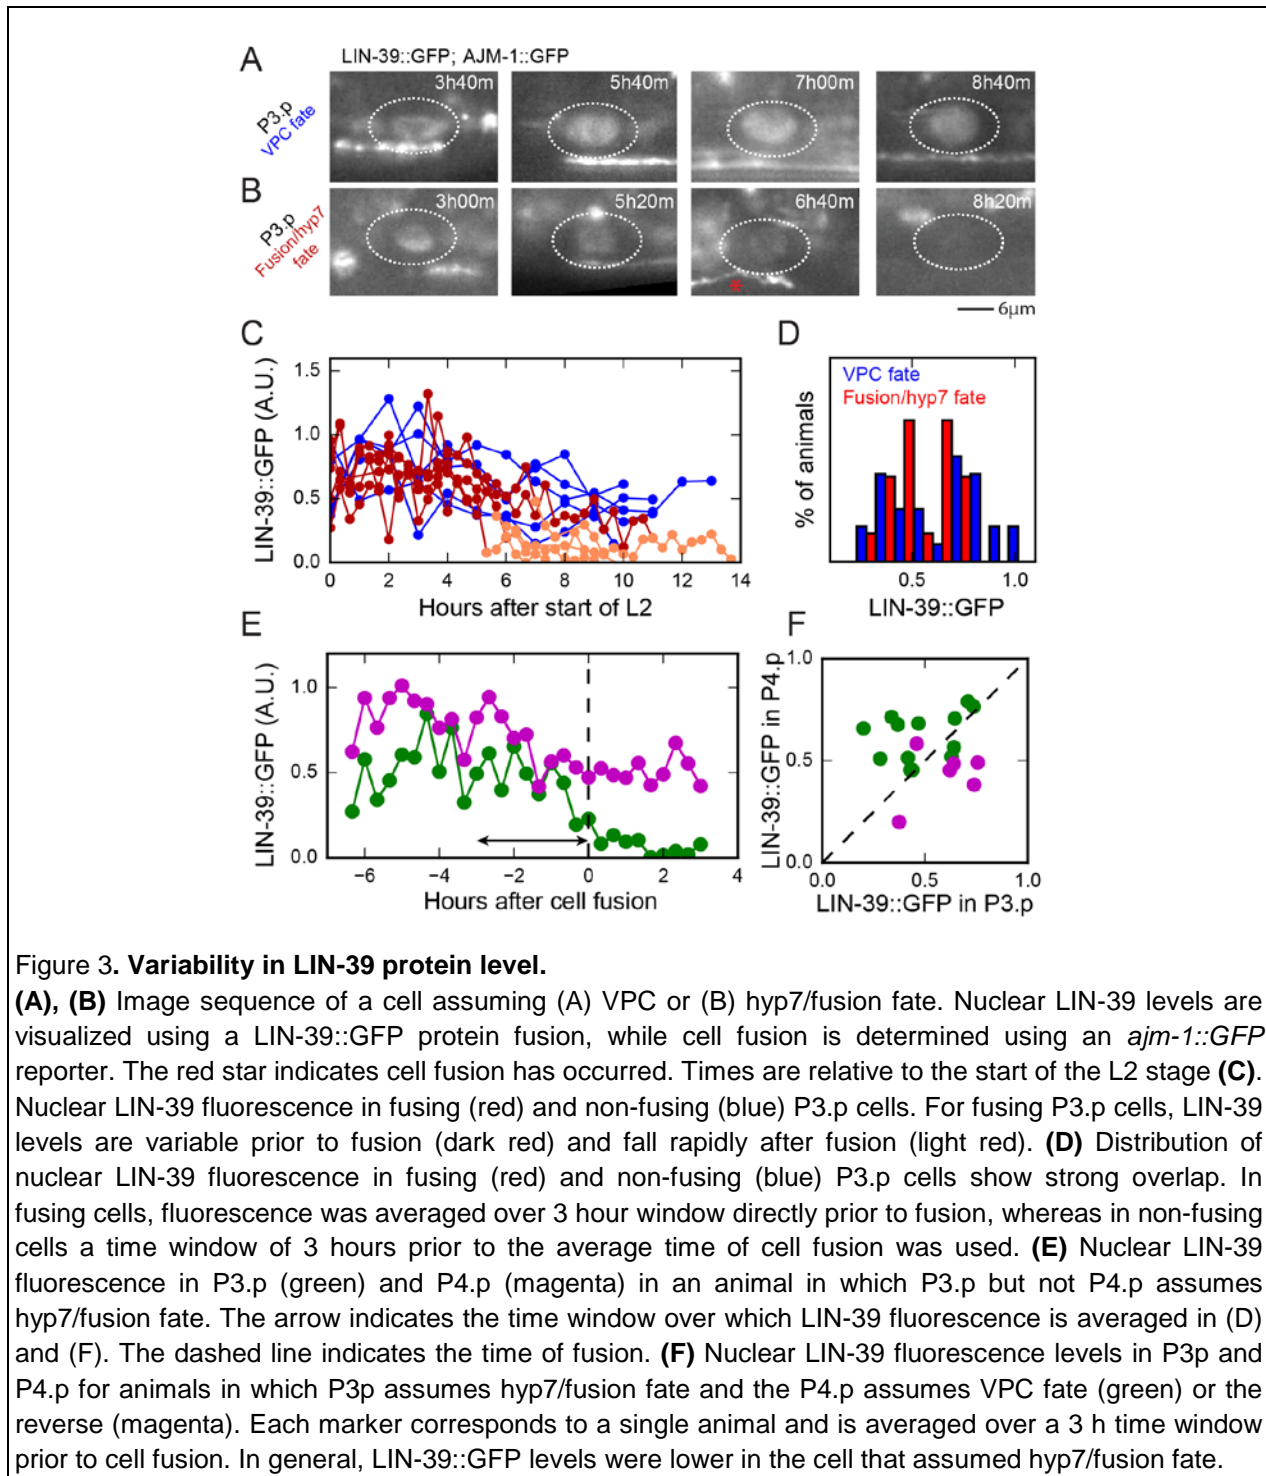 A
LIN-39::GFP; AJM-1::GFP
P3.p
VPC fate
3h40m
5h40m
7h00m
8h40m
B
P3.p
Fusion/hyp7
fate
3h00m
5h20m
6h40m
8h20m
*
6µm
C
LIN-39::GFP (A.U.)
1.5
1.0
0.5
0.0
0 2 4 6 8 10 12 14
Hours after start of L2
D
% of animals
VPC fate
Fusion/hyp7 fate
0.5 1.0
LIN-39::GFP
E
LIN-39::GFP (A.U.)
1.0
0.5
0.0
−6 −4 −2 0 2 4
Hours after cell fusion
F
LIN-39::GFP in P4.p
1.0
0.5
0.0
0.0 0.5 1.0
LIN-39::GFP in P3.p
Figure 3. Variability in LIN-39 protein level.
(A), (B) Image sequence of a cell assuming (A) VPC or (B) hyp7/fusion fate. Nuclear LIN-39 levels are
visualized using a LIN-39::GFP protein fusion, while cell fusion is determined using an ajm-1::GFP
reporter. The red star indicates cell fusion has occurred. Times are relative to the start of the L2 stage (C).
Nuclear LIN-39 fluorescence in fusing (red) and non-fusing (blue) P3.p cells. For fusing P3.p cells, LIN-39
levels are variable prior to fusion (dark red) and fall rapidly after fusion (light red). (D) Distribution of
nuclear LIN-39 fluorescence in fusing (red) and non-fusing (blue) P3.p cells show strong overlap. In
fusing cells, fluorescence was averaged over 3 hour window directly prior to fusion, whereas in non-fusing
cells a time window of 3 hours prior to the average time of cell fusion was used. (E) Nuclear LIN-39
fluorescence in P3.p (green) and P4.p (magenta) in an animal in which P3.p but not P4.p assumes
hyp7/fusion fate. The arrow indicates the time window over which LIN-39 fluorescence is averaged in (D)
and (F). The dashed line indicates the time of fusion. (F) Nuclear LIN-39 fluorescence levels in P3p and
P4.p for animals in which P3p assumes hyp7/fusion fate and the P4.p assumes VPC fate (green) or the
reverse (magenta). Each marker corresponds to a single animal and is averaged over a 3 h time window
prior to cell fusion. In general, LIN-39::GFP levels were lower in the cell that assumed hyp7/fusion fate.